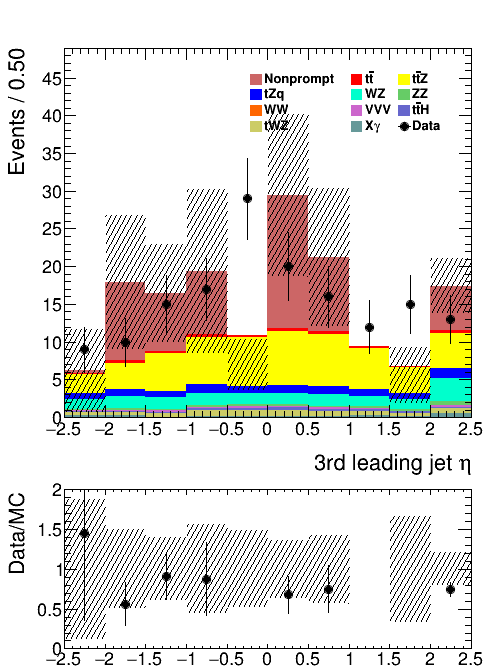 Events / 0.50
45
40
35
30
25
20
15
10
5
0
Nonprompt tt̄ tt̄Z
tZq WZ ZZ
WW VVV tt̄H
tWZ Xγ Data
−2.5 −2 −1.5 −1 −0.5 0 0.5 1 1.5 2 2.5
3rd leading jet η
Data/MC
2
1.5
1
0.5
0
−2.5 −2 −1.5 −1 −0.5 0 0.5 1 1.5 2 2.5